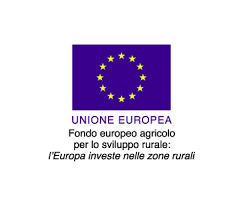 UNIONE EUROPEA
Fondo europeo agricolo
per lo sviluppo rurale:
l'Europa investe nelle zone rurali